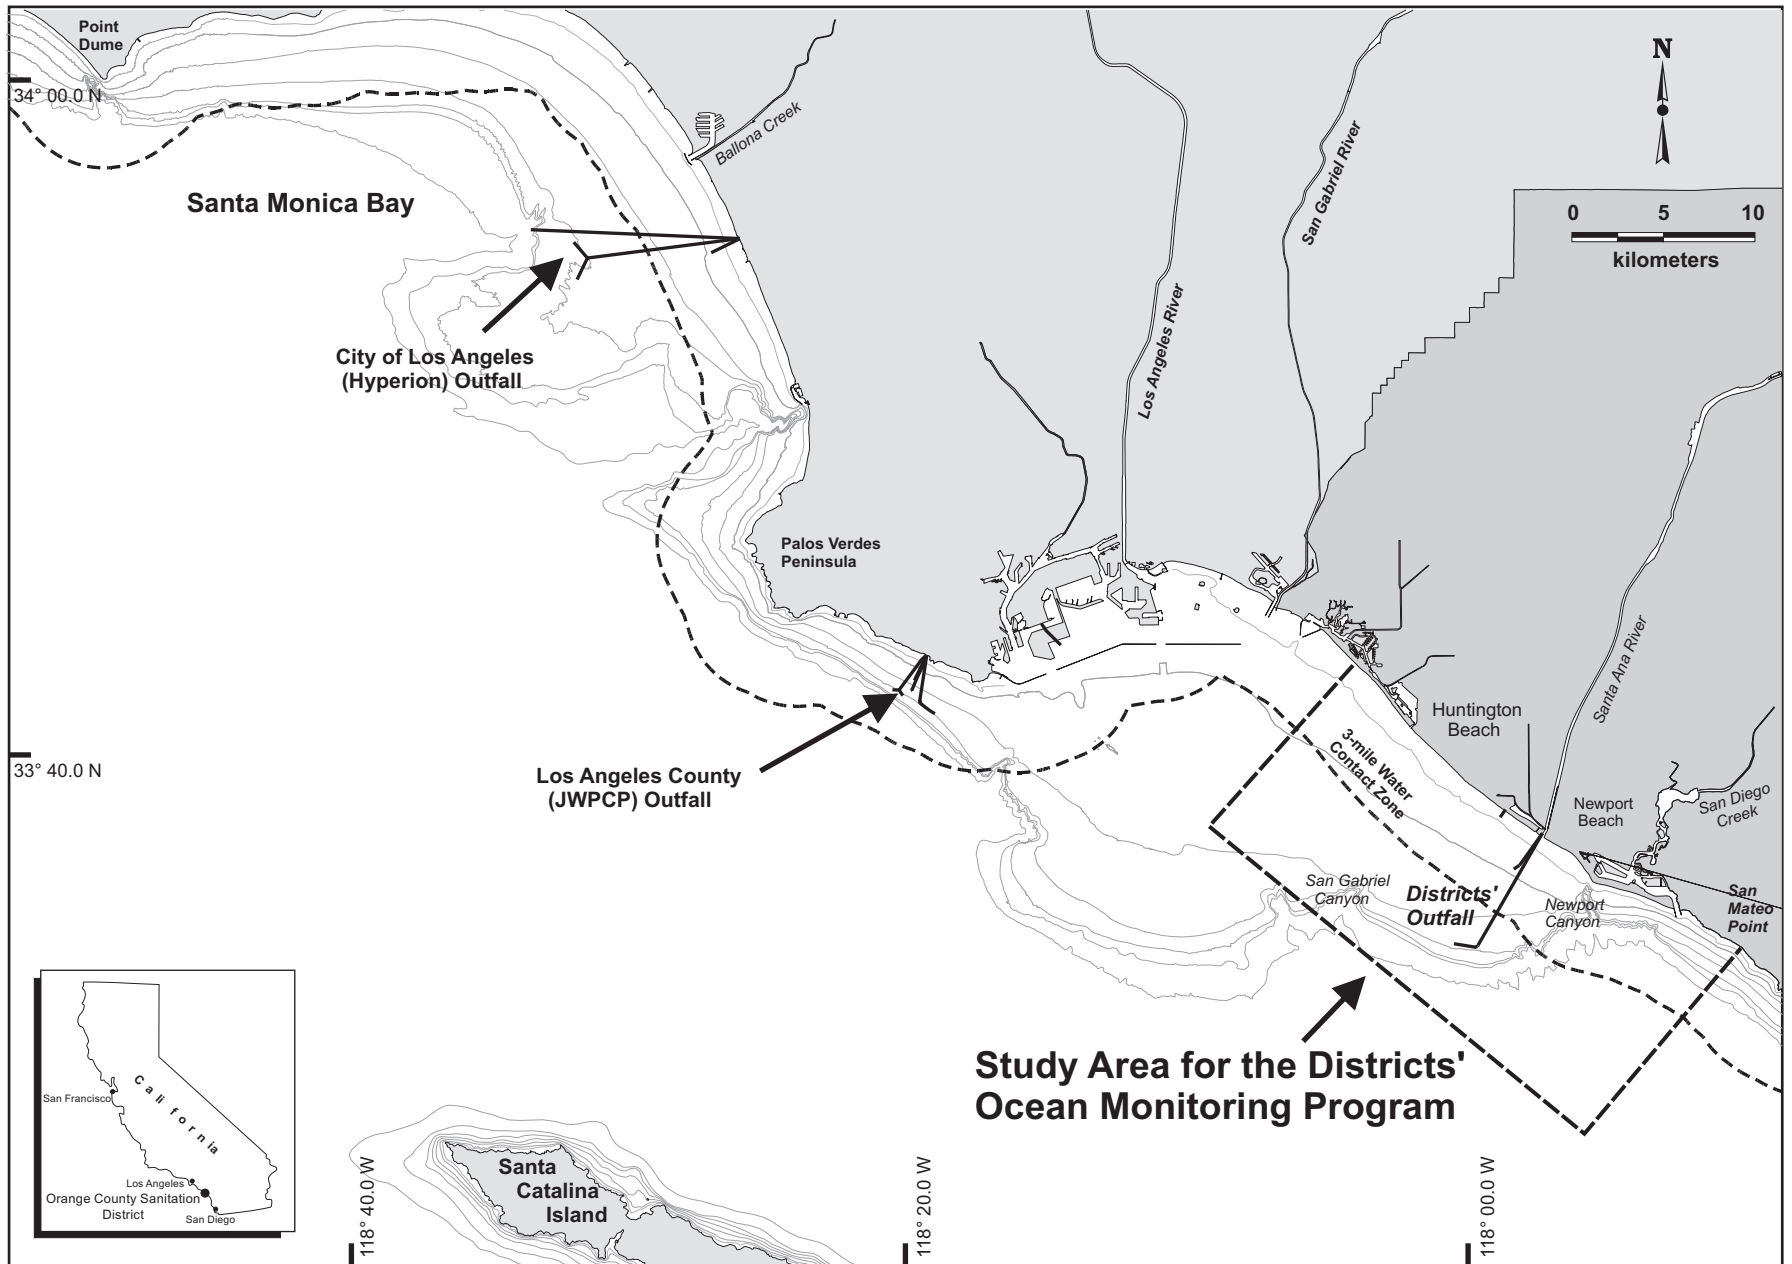 Point
Dume
34° 00.0 N
Santa Monica Bay
Ballona Creek
San Gabriel River
Los Angeles River
N
0 5 10
kilometers
City of Los Angeles
(Hyperion) Outfall
Palos Verdes
Peninsula
Santa Ana River
Huntington
Beach
3-mile Water
Contact Zone
33° 40.0 N
Los Angeles County
(JWPCP) Outfall
Newport
Beach
San Diego
Creek
San Gabriel
Canyon
Districts'
Outfall
Newport
Canyon
San
Mateo
Point
Study Area for the Districts'
Ocean Monitoring Program
California
San Francisco
Los Angeles
Orange County Sanitation
District
San Diego
Santa
Catalina
Island
118° 40.0 W
118° 20.0 W
118° 00.0 W